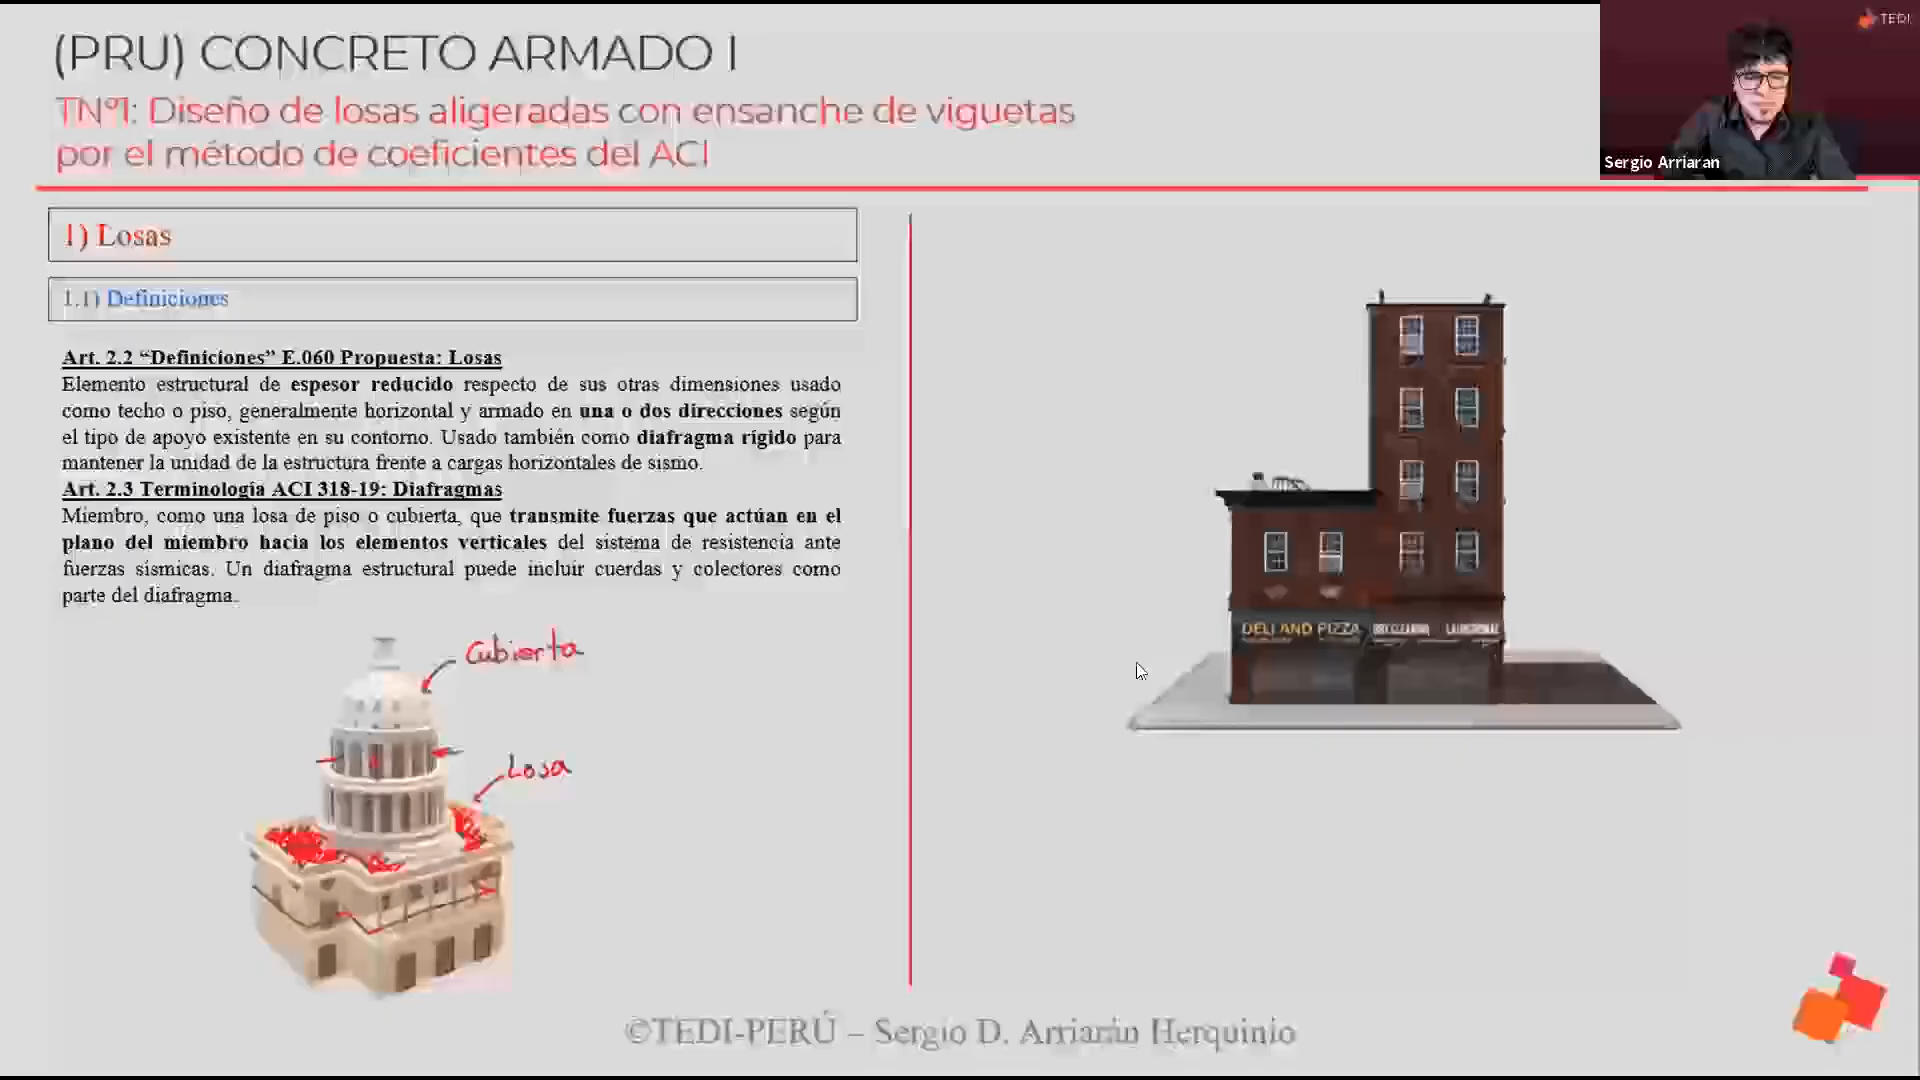 (PRU) CONCRETO ARMADO I
TN°1: Diseño de losas aligeradas con ensanche de viguetas
por el método de coeficientes del ACI
TEDI
Sergio Arriaran
1) Losas
1.1) Definiciones
Art. 2.2 “Definiciones” E.060 Propuesta: Losas
Elemento estructural de espesor reducido respecto de sus otras dimensiones usado
como techo o piso, generalmente horizontal y armado en una o dos direcciones según
el tipo de apoyo existente en su contorno. Usado también como diafragma rígido para
mantener la unidad de la estructura frente a cargas horizontales de sismo.
Art. 2.3 Terminología ACI 318-19: Diafragmas
Miembro, como una losa de piso o cubierta, que transmite fuerzas que actúan en el
plano del miembro hacia los elementos verticales del sistema de resistencia ante
fuerzas sísmicas. Un diafragma estructural puede incluir cuerdas y colectores como
parte del diafragma.
Cubierta
Losa
DELI AND PIZZA
©TEDI-PERÚ – Sergio D. Arriarán Herquinio